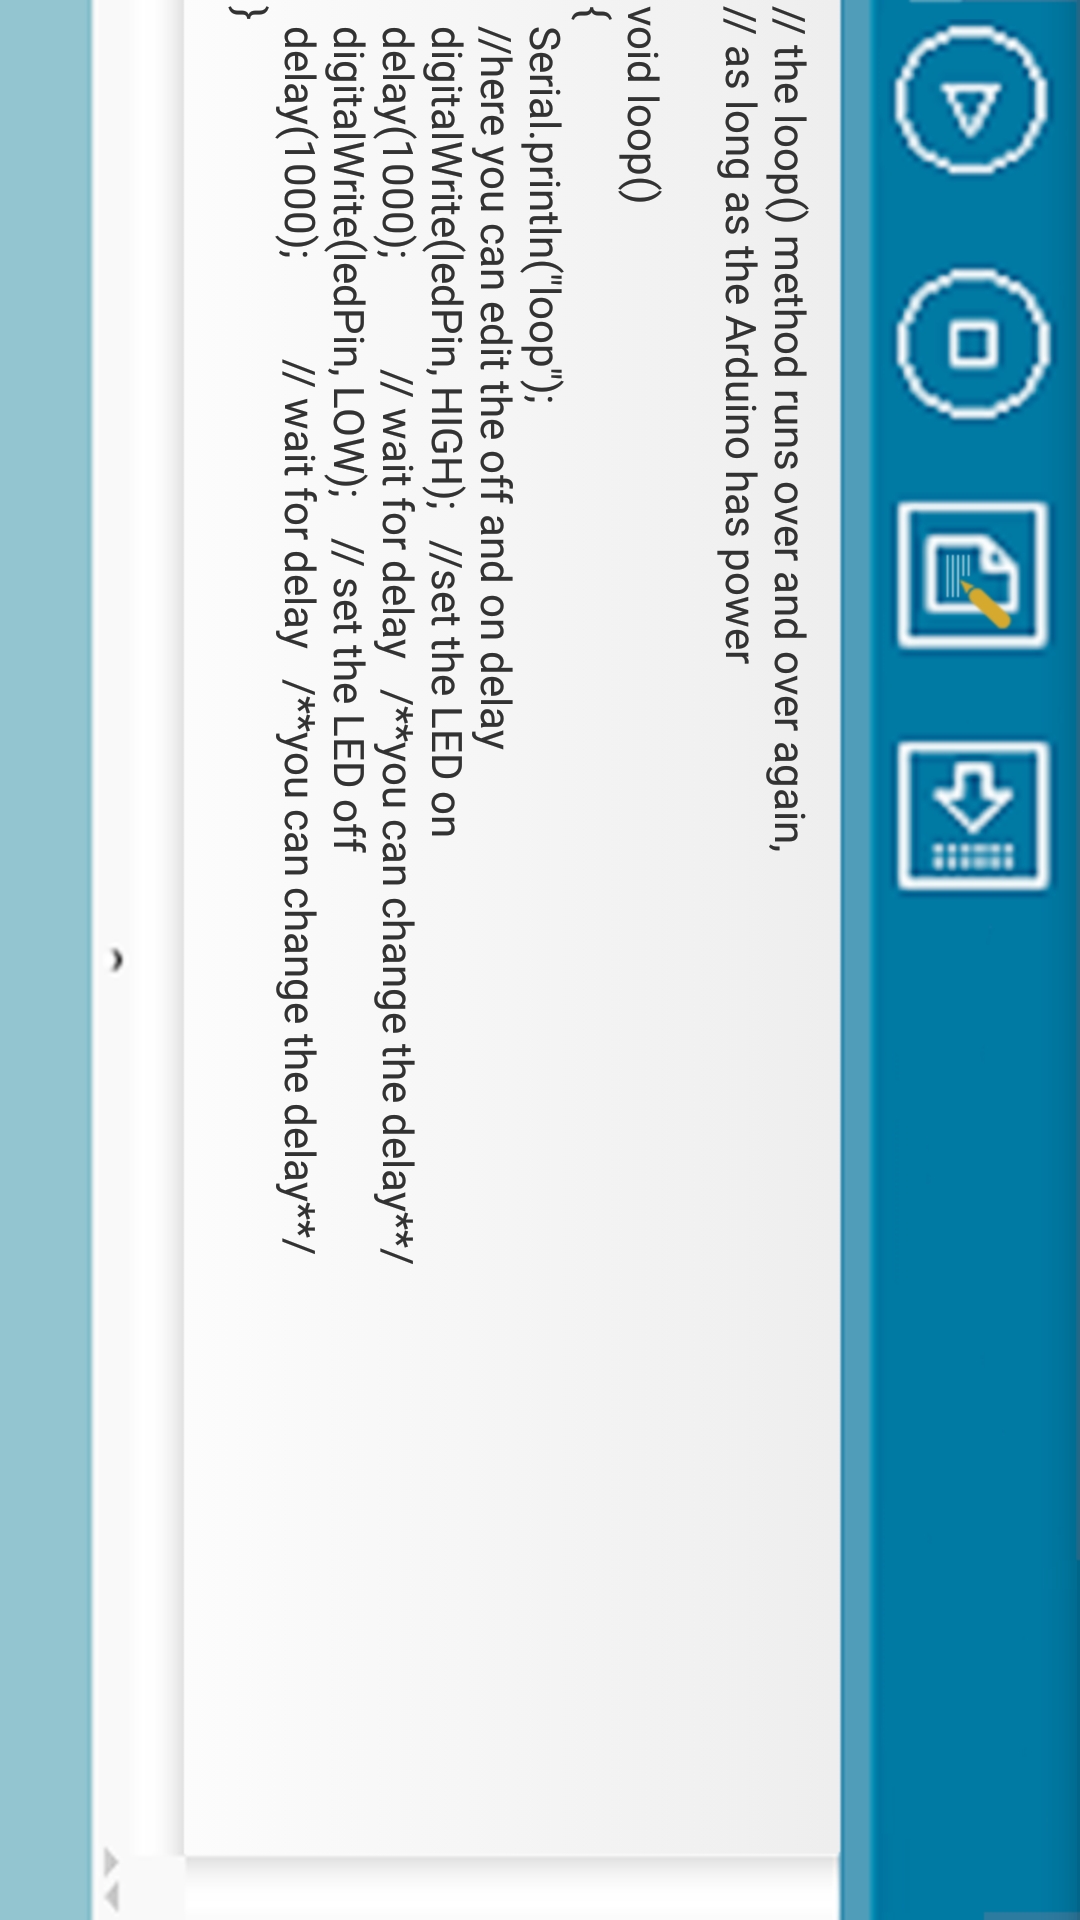 // the loop() method runs over and over again,
// as long as the Arduino has power
void loop()
{
Serial.println("loop");
//here you can edit the off and on delay
digitalWrite(ledPin, HIGH); //set the LED on
delay(1000); // wait for delay /**you can change the delay**/
digitalWrite(ledPin, LOW); // set the LED off
delay(1000); // wait for delay /**you can change the delay**/
}